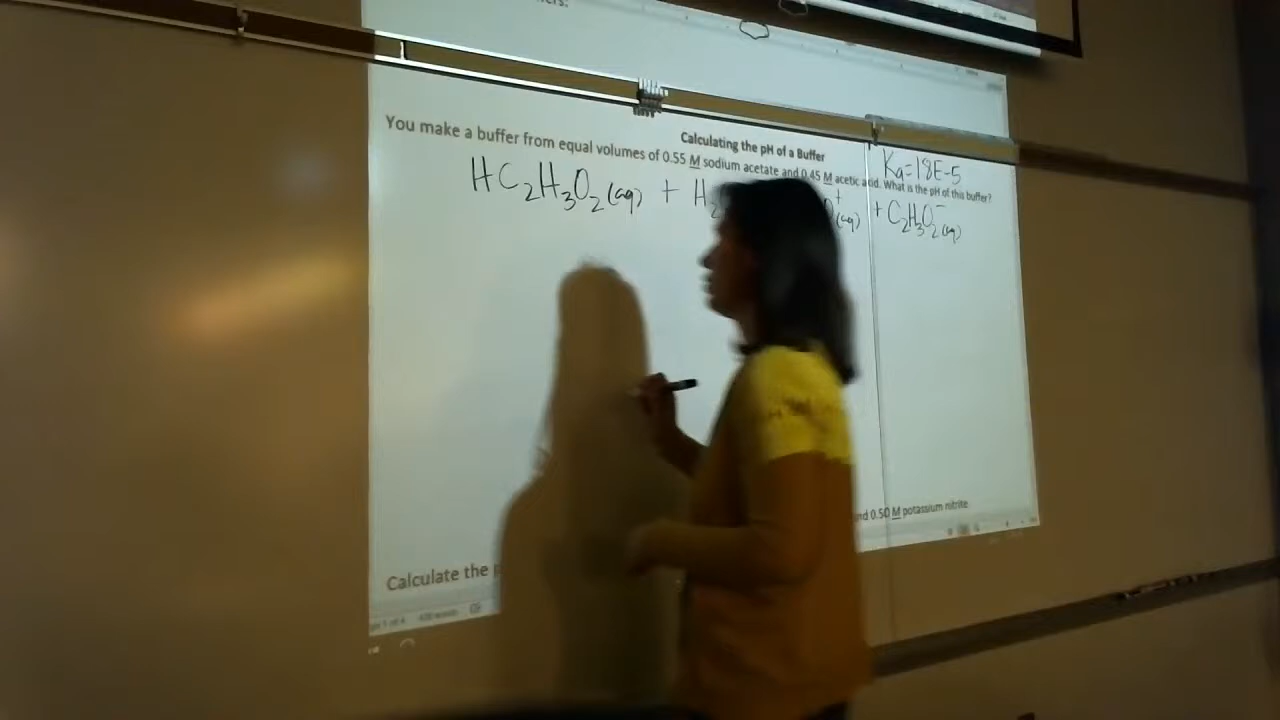 Calculating the pH of a Buffer
You make a buffer from equal volumes of 0.55 M sodium acetate and 0.45 M acetic acid. What is the pH of this buffer?
Ka=1.8E-5
HC2H3O2(aq) + H2 +(aq) + C2H3O2-(aq)
nd 0.50 M potassium nitrite
Calculate the